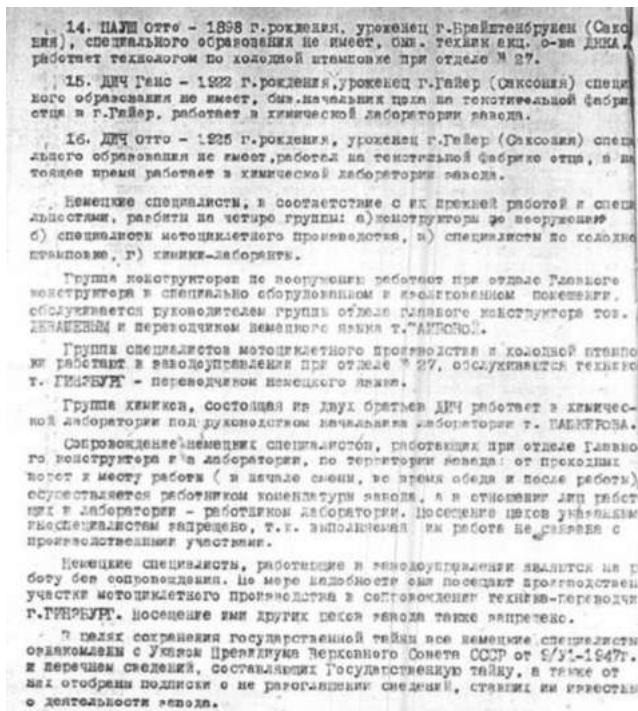 14. ПАУШ Отто - 1898 г.рождения, уроженец г.Брайтенбрунен (Сако
ния), специального образования не имеет, быв. техник акц. о-ва ДКВА.
работает технологом по холодной штамповке при отделе № 27.
15. ДИЧ Ганс - 1922 г.рождения,уроженец г.Гайер (Саксония) специ
ного образования не имеет, быв.начальник цеха на текстительной фабри
отца в г.Гайер, работает в химической лаборатории завода.
16. ДИЧ Отто - 1925 г.рождения, уроженец г.Гайер (Саксония) специ
льного образования не имеет,работал на текстильной фабрике отца, в на
тоящее время работает в химической лаборатории завода.
Немецкие специалисты, в соответствие с их прежней работой и специ
льностями, разбиты на четыре группы: а)конструкторы по вооружению
б) специалисты мотоциклетного производства, в) специалисты по холодно
штамповке, г) химики-лаборанты.
Группа конструкторов по вооружению работает при отделе Главного
конструктора в специально оборудованном и изолированном помещении,
обслуживается руководителем группы отдела главного конструктора тов.
и переводчиком немецкого языка т.
Группы специалистов мотоциклетного производства и холодной штампо
ки работают в заводоуправлении при отделе № 27, обслуживаются технико
т. ГИНЗБУРГ - переводчиком немецкого языка.
Группа химиков, состоящая из двух братьев ДИЧ работает в химичес-
кой лаборатории под руководством начальника лаборатории т.
Сопровождение немецких специалистов, работающих при отделе Главно
го конструктора и в лаборатории, по территории завода: от проходных
ворот к месту работы ( в начале смены, во время обеда и после работы)
осуществляется работником комендатуры завода, а в отношении лиц работ
щих в лаборатории - работником лаборатории. Посещение цехов указанным
иноспециалистам запрещено, т.к. выполняемая им работа не связана с
производственными участками.
Немецкие специалисты, работающие в заводоуправлении являются на р
боту без сопровождения. По мере надобности они посещают производствен
участки мотоциклетного производства в сопровождении техника-переводчи
г.ГИНЗБУРГ. Посещение ими других цехов завода также запрещено.
В целях сохранения государственной тайны все немецкие специалисты
ознакомлены с Указом Президиума Верховного Совета СССР от 9/У1-1947г.
и перечнем сведений, составляющих Государственную тайну, а также от
них отобраны подписки о не разглашении сведений, ставших им известны
о деятельности завода.